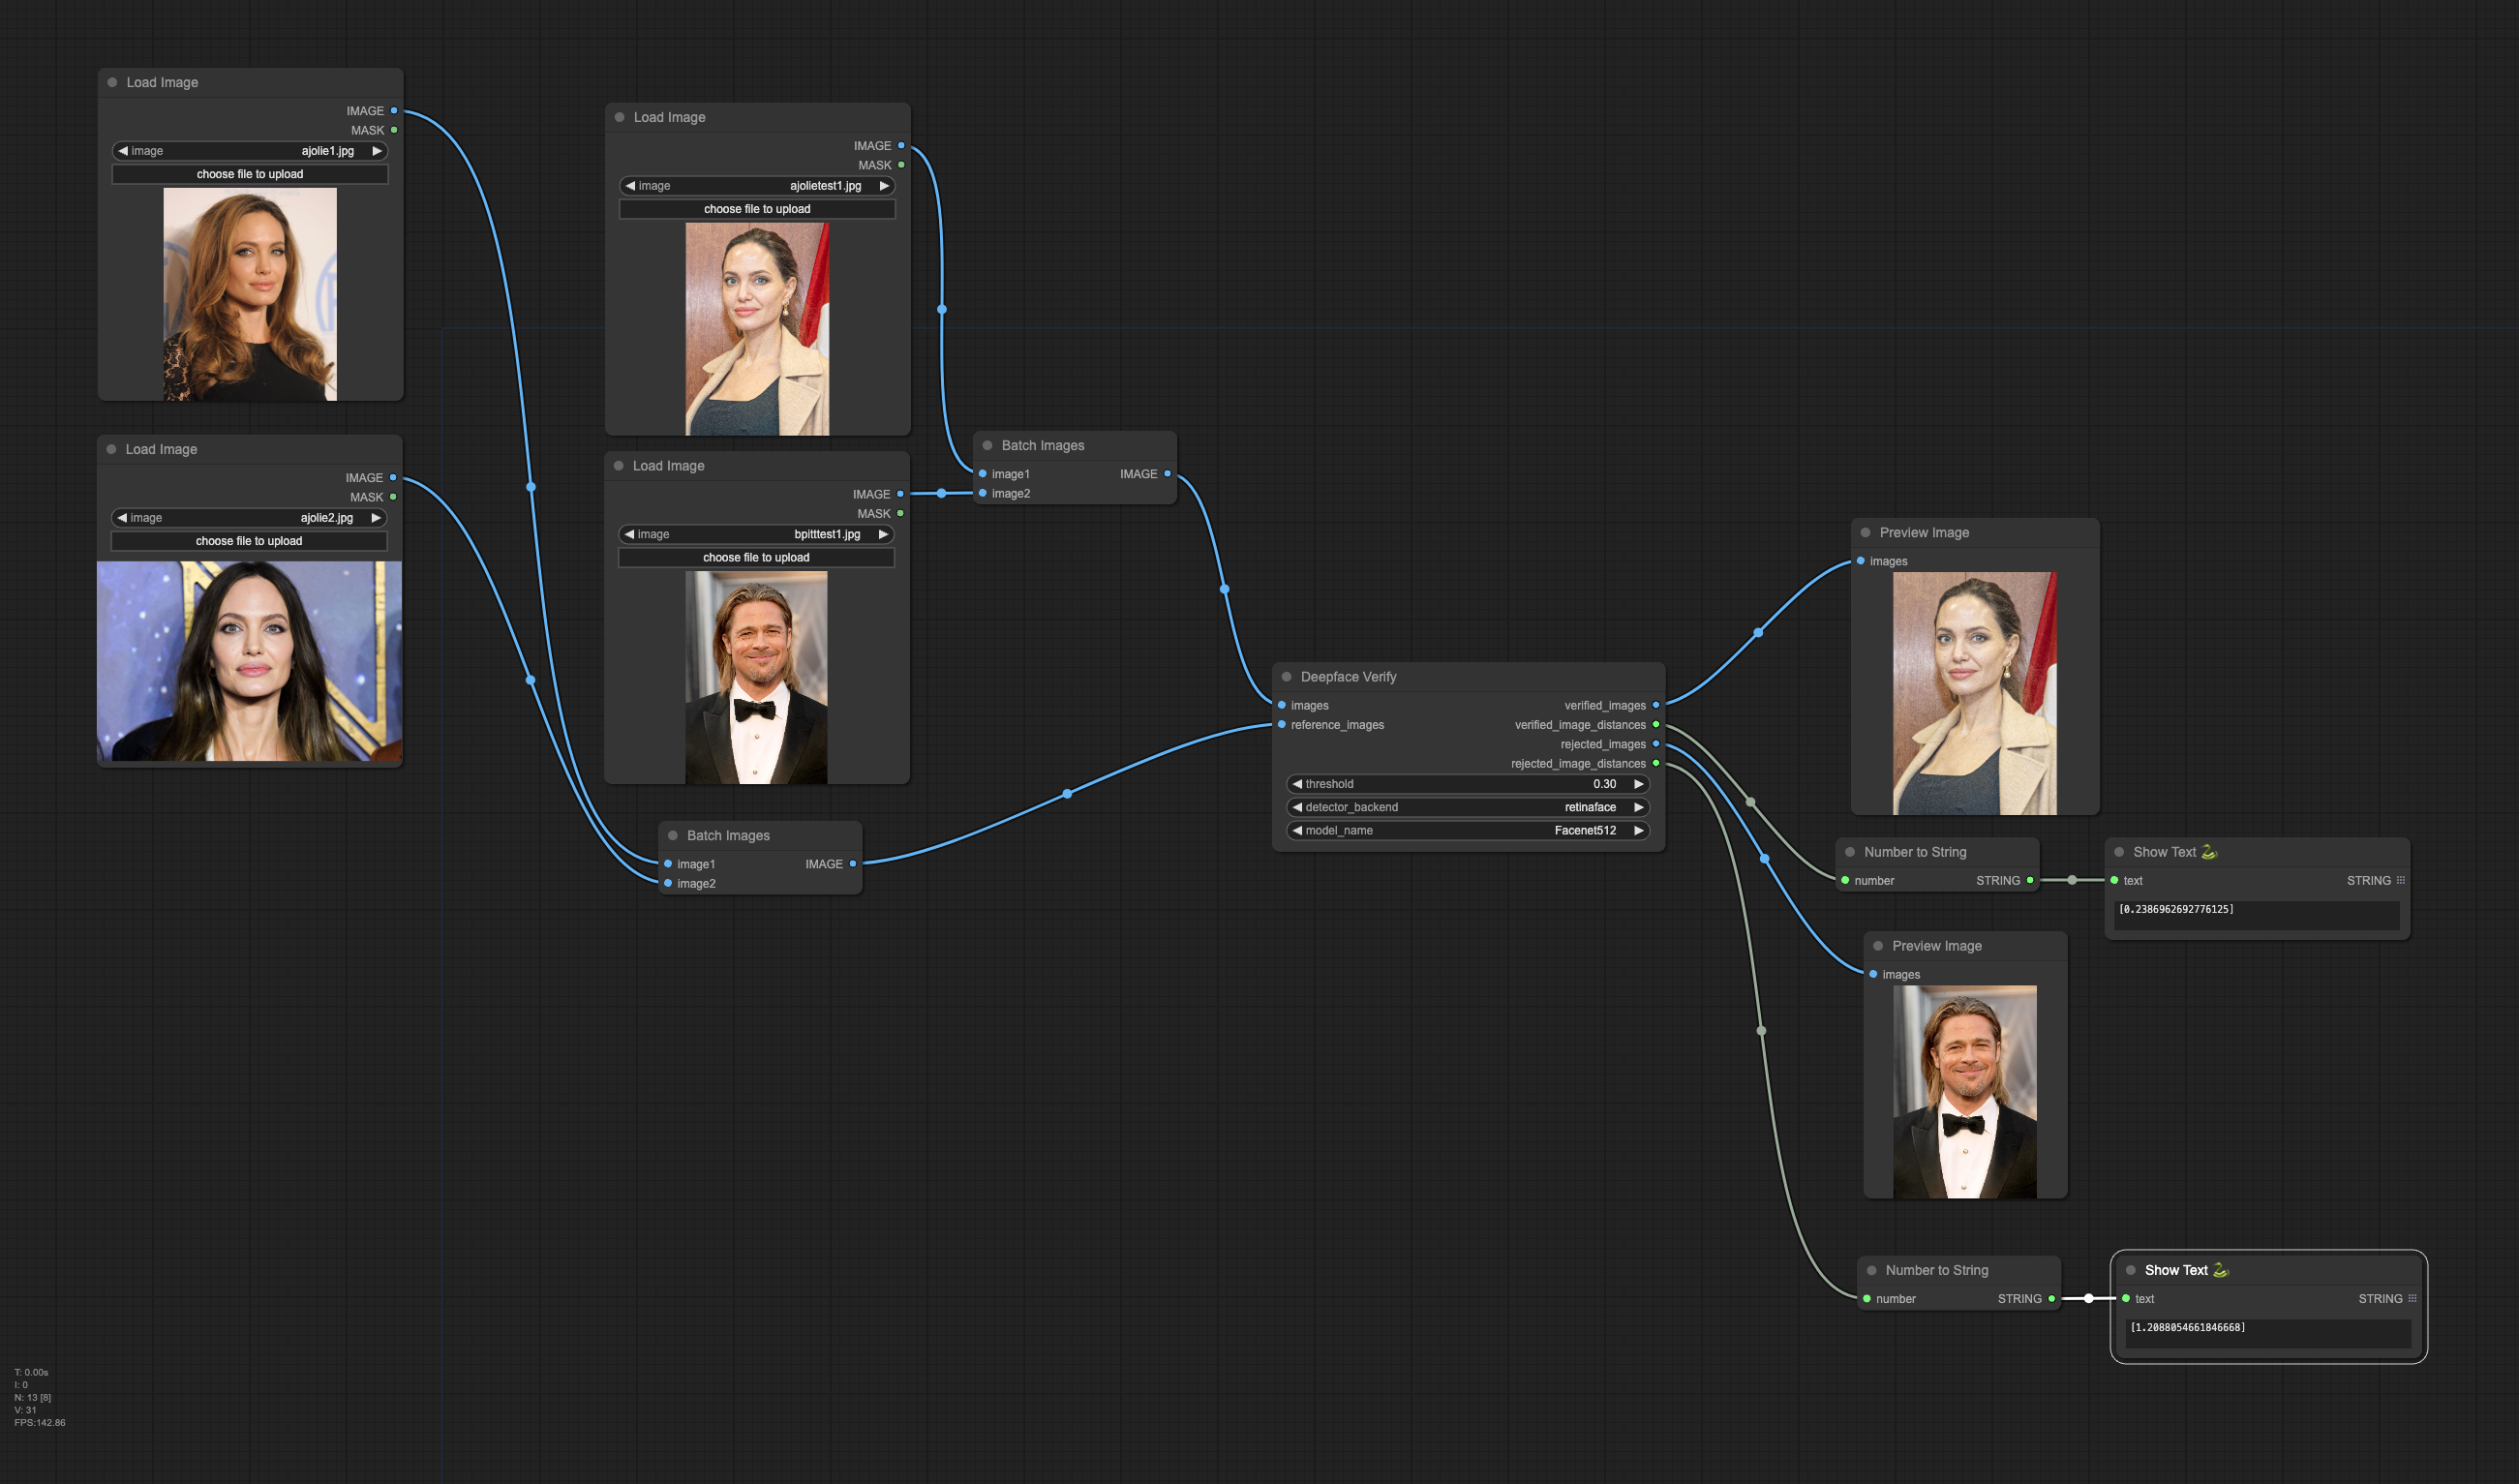 Load Image
IMAGE
MASK
image ajolie1.jpg
choose file to upload
Load Image
IMAGE
MASK
image ajolie2.jpg
choose file to upload
Load Image
IMAGE
MASK
image ajolietest1.jpg
choose file to upload
Load Image
IMAGE
MASK
image bpitttest1.jpg
choose file to upload
Batch Images
image1 IMAGE
image2
Batch Images
image1 IMAGE
image2
Deepface Verify
images verified_images
reference_images verified_image_distances
rejected_images
rejected_image_distances
threshold 0.30
detector_backend retinaface
model_name Facenet512
Preview Image
images
Number to String
number STRING
Show Text 🐍
text STRING
[0.2386962692776125]
Preview Image
images
Number to String
number STRING
Show Text 🐍
text STRING
[1.2088054661846668]
T: 0.00s
I: 0
N: 13 [8]
V: 31
FPS:142.86